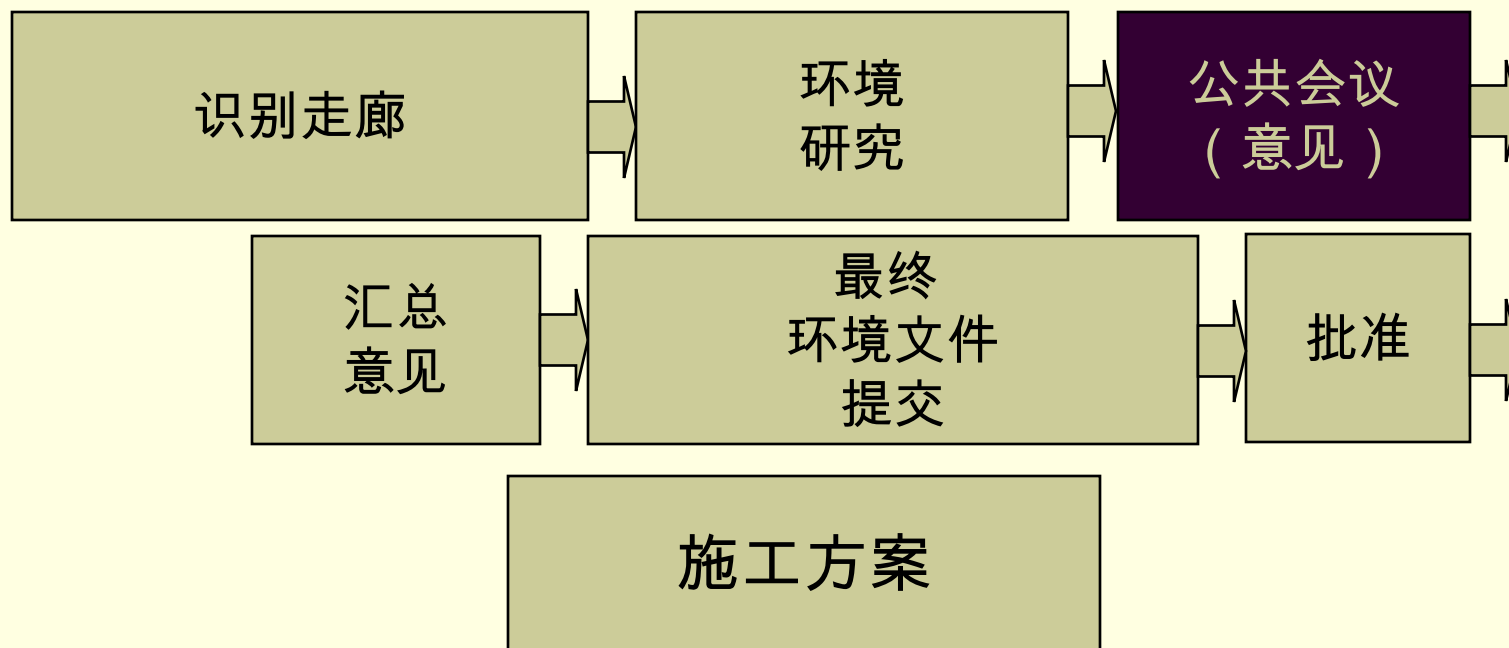 识别走廊
环境
研究
公共会议
（意见）
汇总
意见
最终
环境文件
提交
批准
施工方案